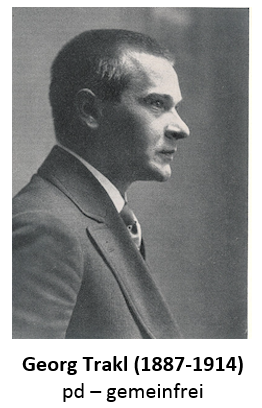 Georg Trakl (1887-1914)
pd – gemeinfrei